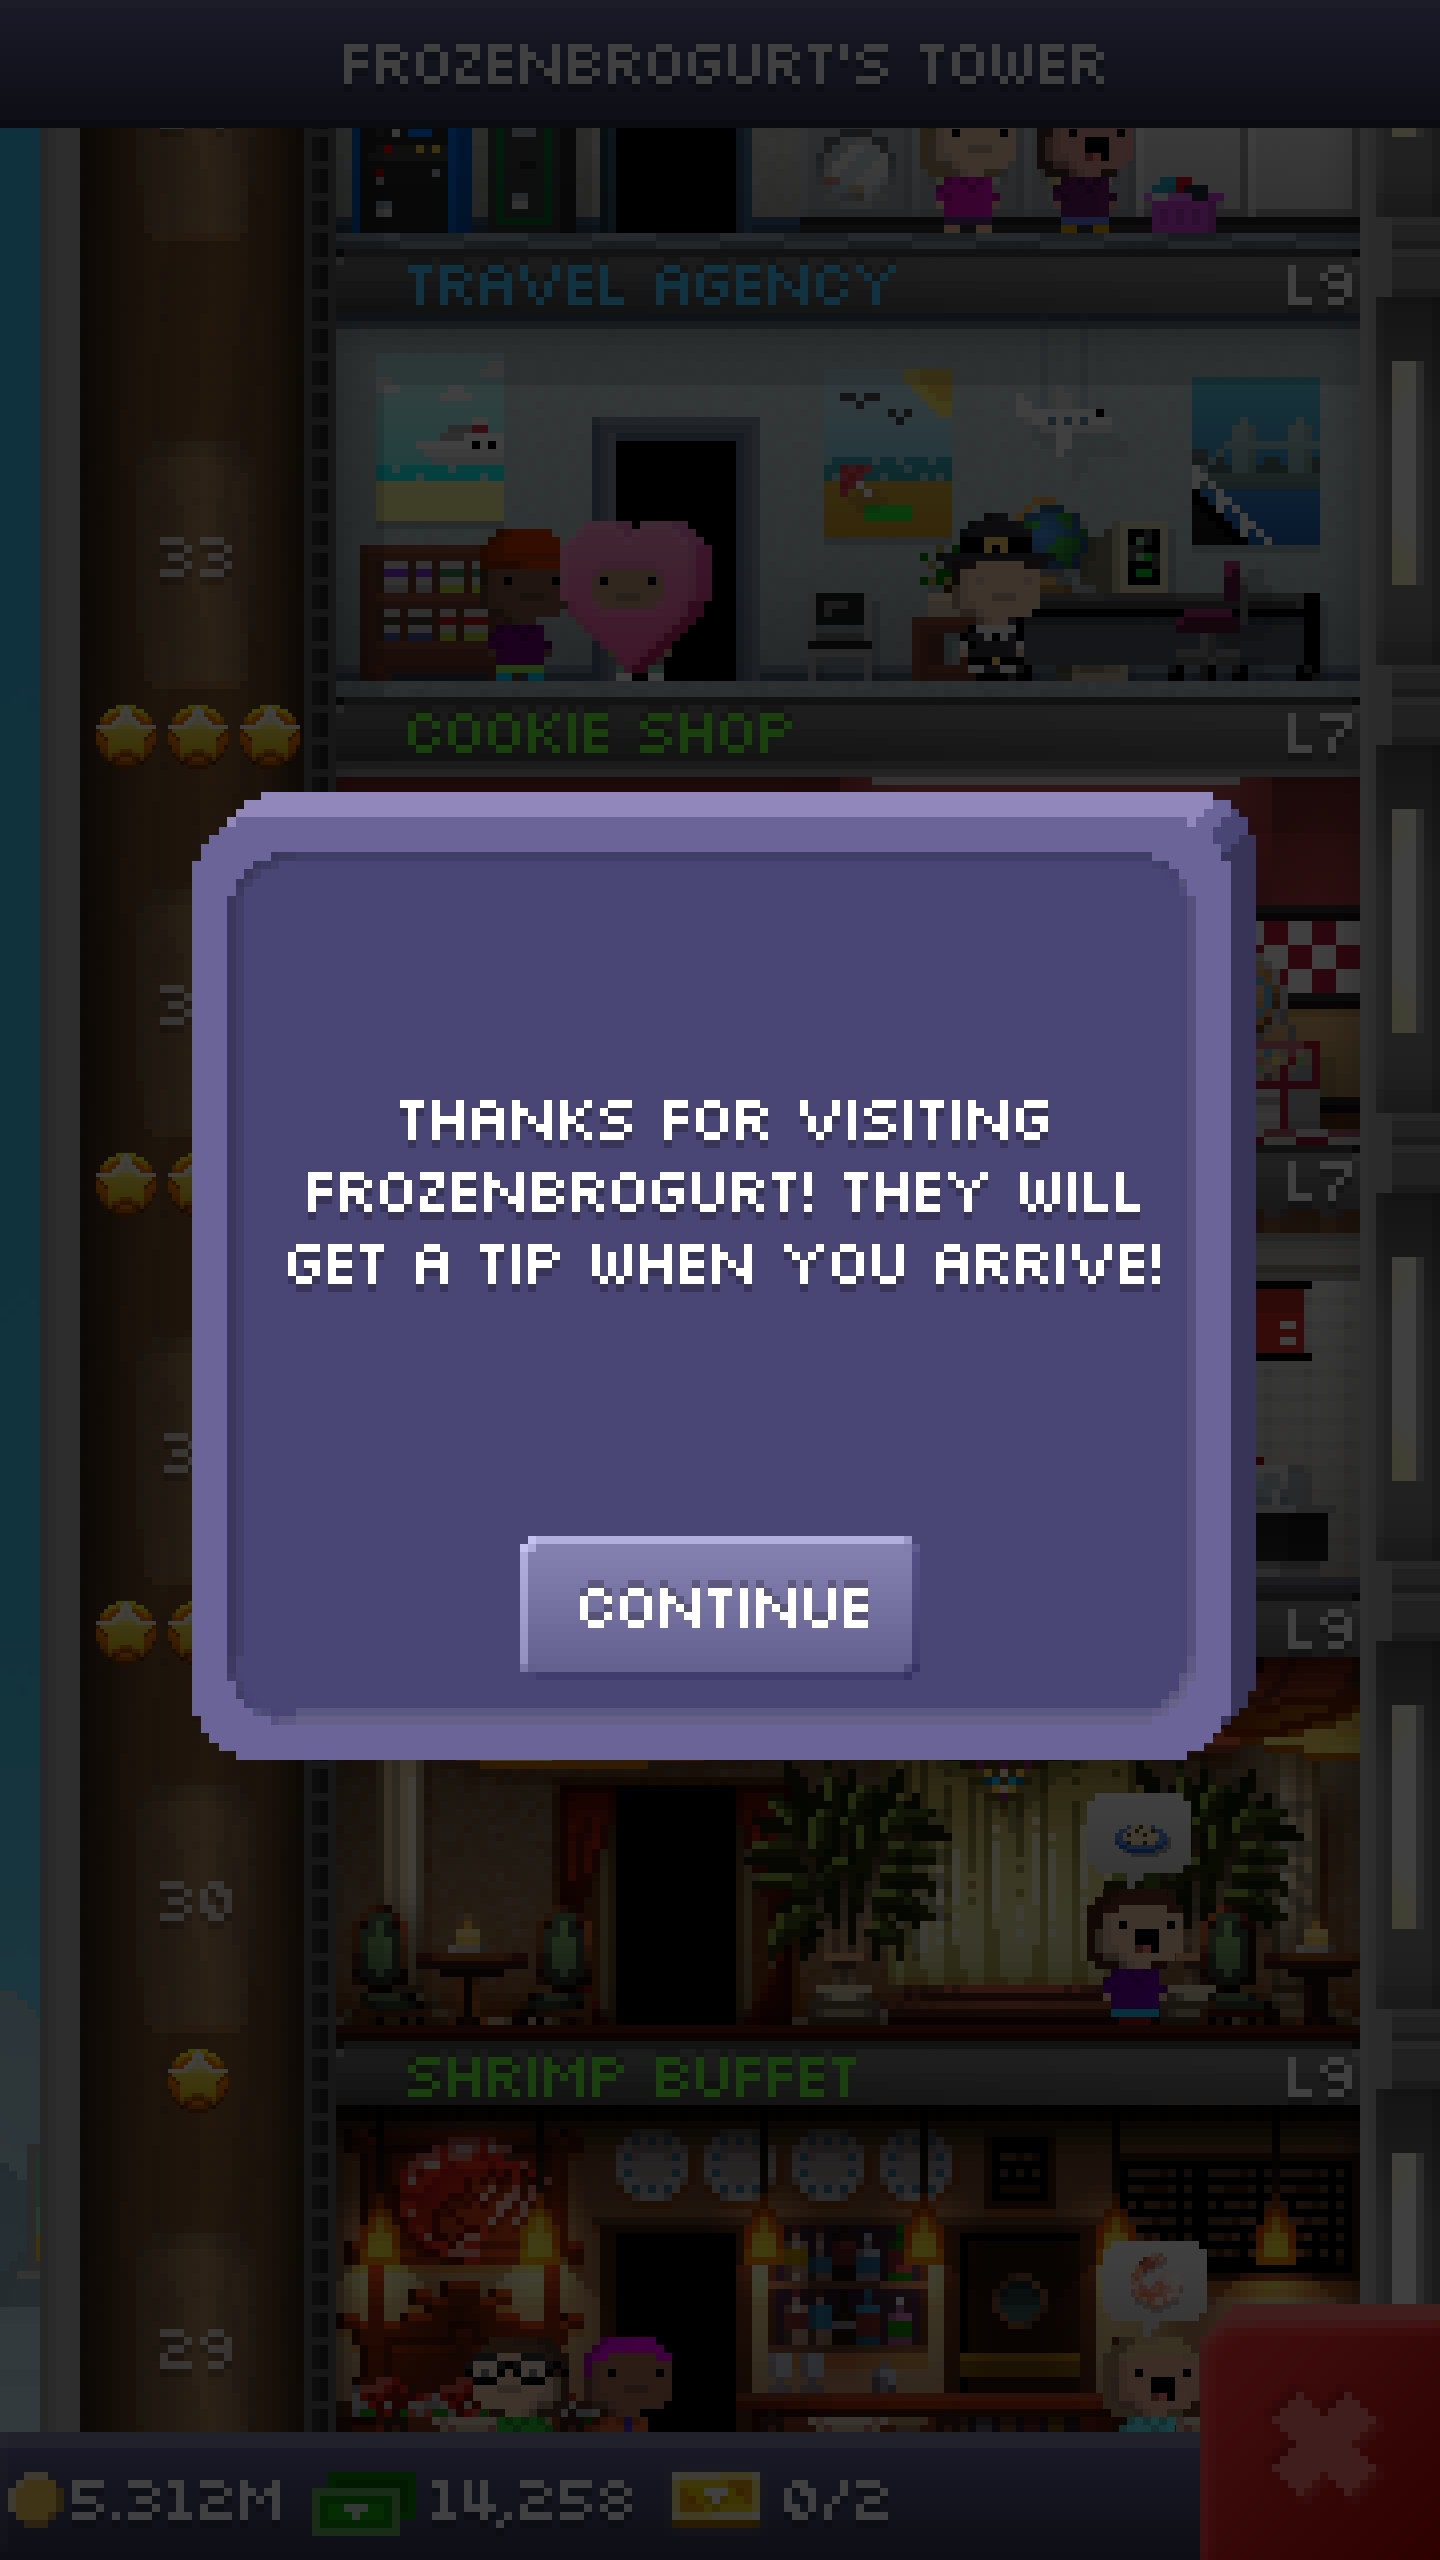 FROZENBROGURT'S TOWER
TRAVEL AGENCY L9
33
COOKIE SHOP L7
L7
THANKS FOR VISITING
FROZENBROGURT! THEY WILL
GET A TIP WHEN YOU ARRIVE!
CONTINUE
L9
30
SHRIMP BUFFET L9
29
5.312M 14,258 0/2